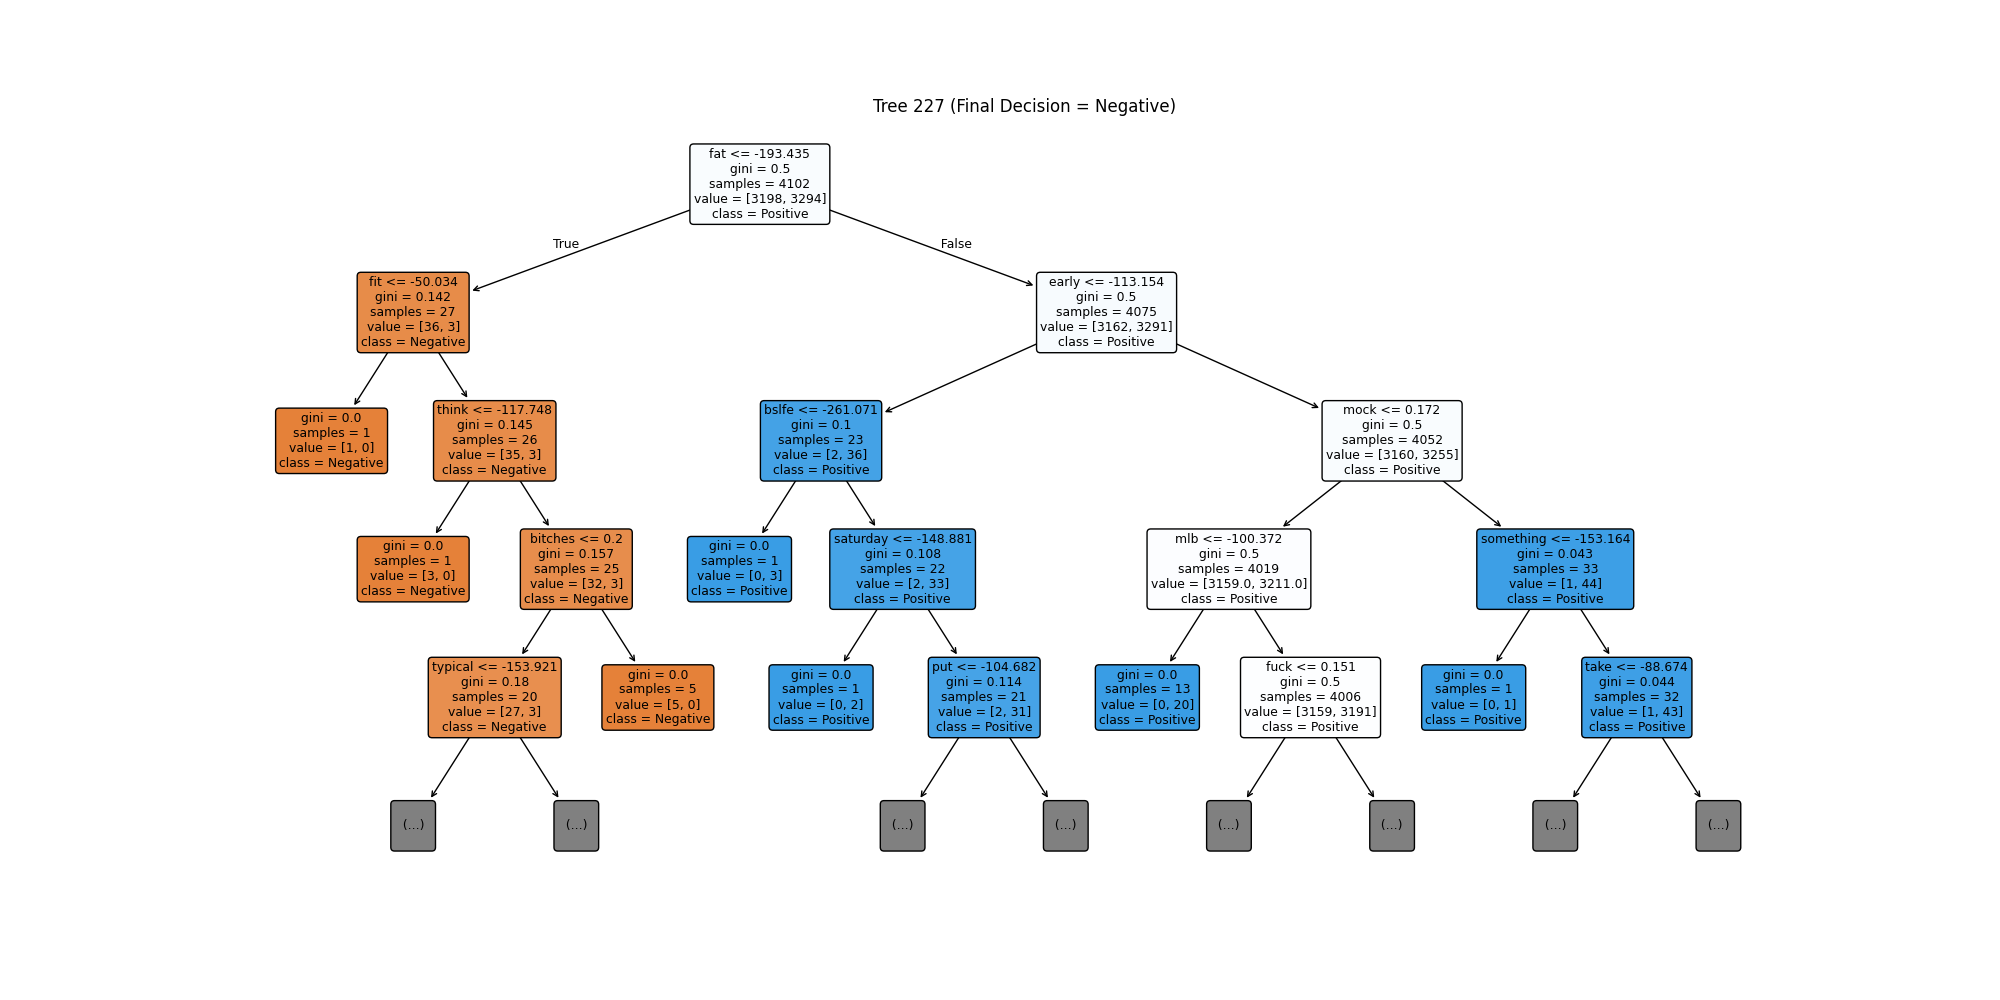 Tree 227 (Final Decision = Negative)
fat <= -193.435
gini = 0.5
samples = 4102
value = [3198, 3294]
class = Positive
True
False
fit <= -50.034
gini = 0.142
samples = 27
value = [36, 3]
class = Negative
early <= -113.154
gini = 0.5
samples = 4075
value = [3162, 3291]
class = Positive
gini = 0.0
samples = 1
value = [1, 0]
class = Negative
think <= -117.748
gini = 0.145
samples = 26
value = [35, 3]
class = Negative
bslfe <= -261.071
gini = 0.1
samples = 23
value = [2, 36]
class = Positive
mock <= 0.172
gini = 0.5
samples = 4052
value = [3160, 3255]
class = Positive
gini = 0.0
samples = 1
value = [3, 0]
class = Negative
bitches <= 0.2
gini = 0.157
samples = 25
value = [32, 3]
class = Negative
gini = 0.0
samples = 1
value = [0, 3]
class = Positive
saturday <= -148.881
gini = 0.108
samples = 22
value = [2, 33]
class = Positive
mlb <= -100.372
gini = 0.5
samples = 4019
value = [3159.0, 3211.0]
class = Positive
something <= -153.164
gini = 0.043
samples = 33
value = [1, 44]
class = Positive
typical <= -153.921
gini = 0.18
samples = 20
value = [27, 3]
class = Negative
gini = 0.0
samples = 5
value = [5, 0]
class = Negative
gini = 0.0
samples = 1
value = [0, 2]
class = Positive
put <= -104.682
gini = 0.114
samples = 21
value = [2, 31]
class = Positive
gini = 0.0
samples = 13
value = [0, 20]
class = Positive
fuck <= 0.151
gini = 0.5
samples = 4006
value = [3159, 3191]
class = Positive
gini = 0.0
samples = 1
value = [0, 1]
class = Positive
take <= -88.674
gini = 0.044
samples = 32
value = [1, 43]
class = Positive
(...)
(...)
(...)
(...)
(...)
(...)
(...)
(...)